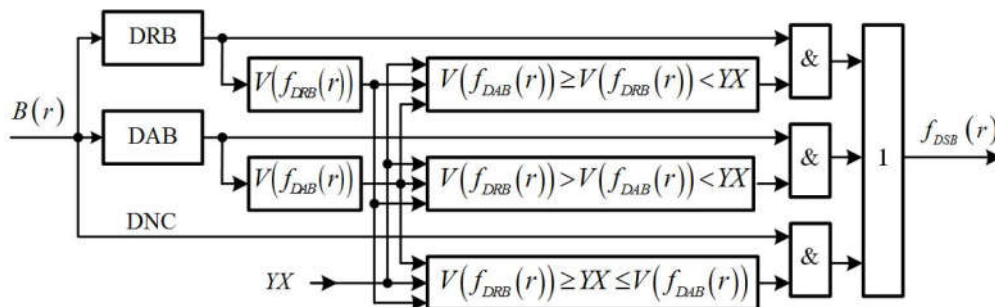 DRB
&
V(f_DRB(r))
V(f_DAB(r)) ≥ V(f_DRB(r)) < YX
B(r)
DAB
&
1
f_DSB(r)
V(f_DAB(r))
V(f_DRB(r)) > V(f_DAB(r)) < YX
DNC
&
YX
V(f_DRB(r)) ≥ YX ≤ V(f_DAB(r))